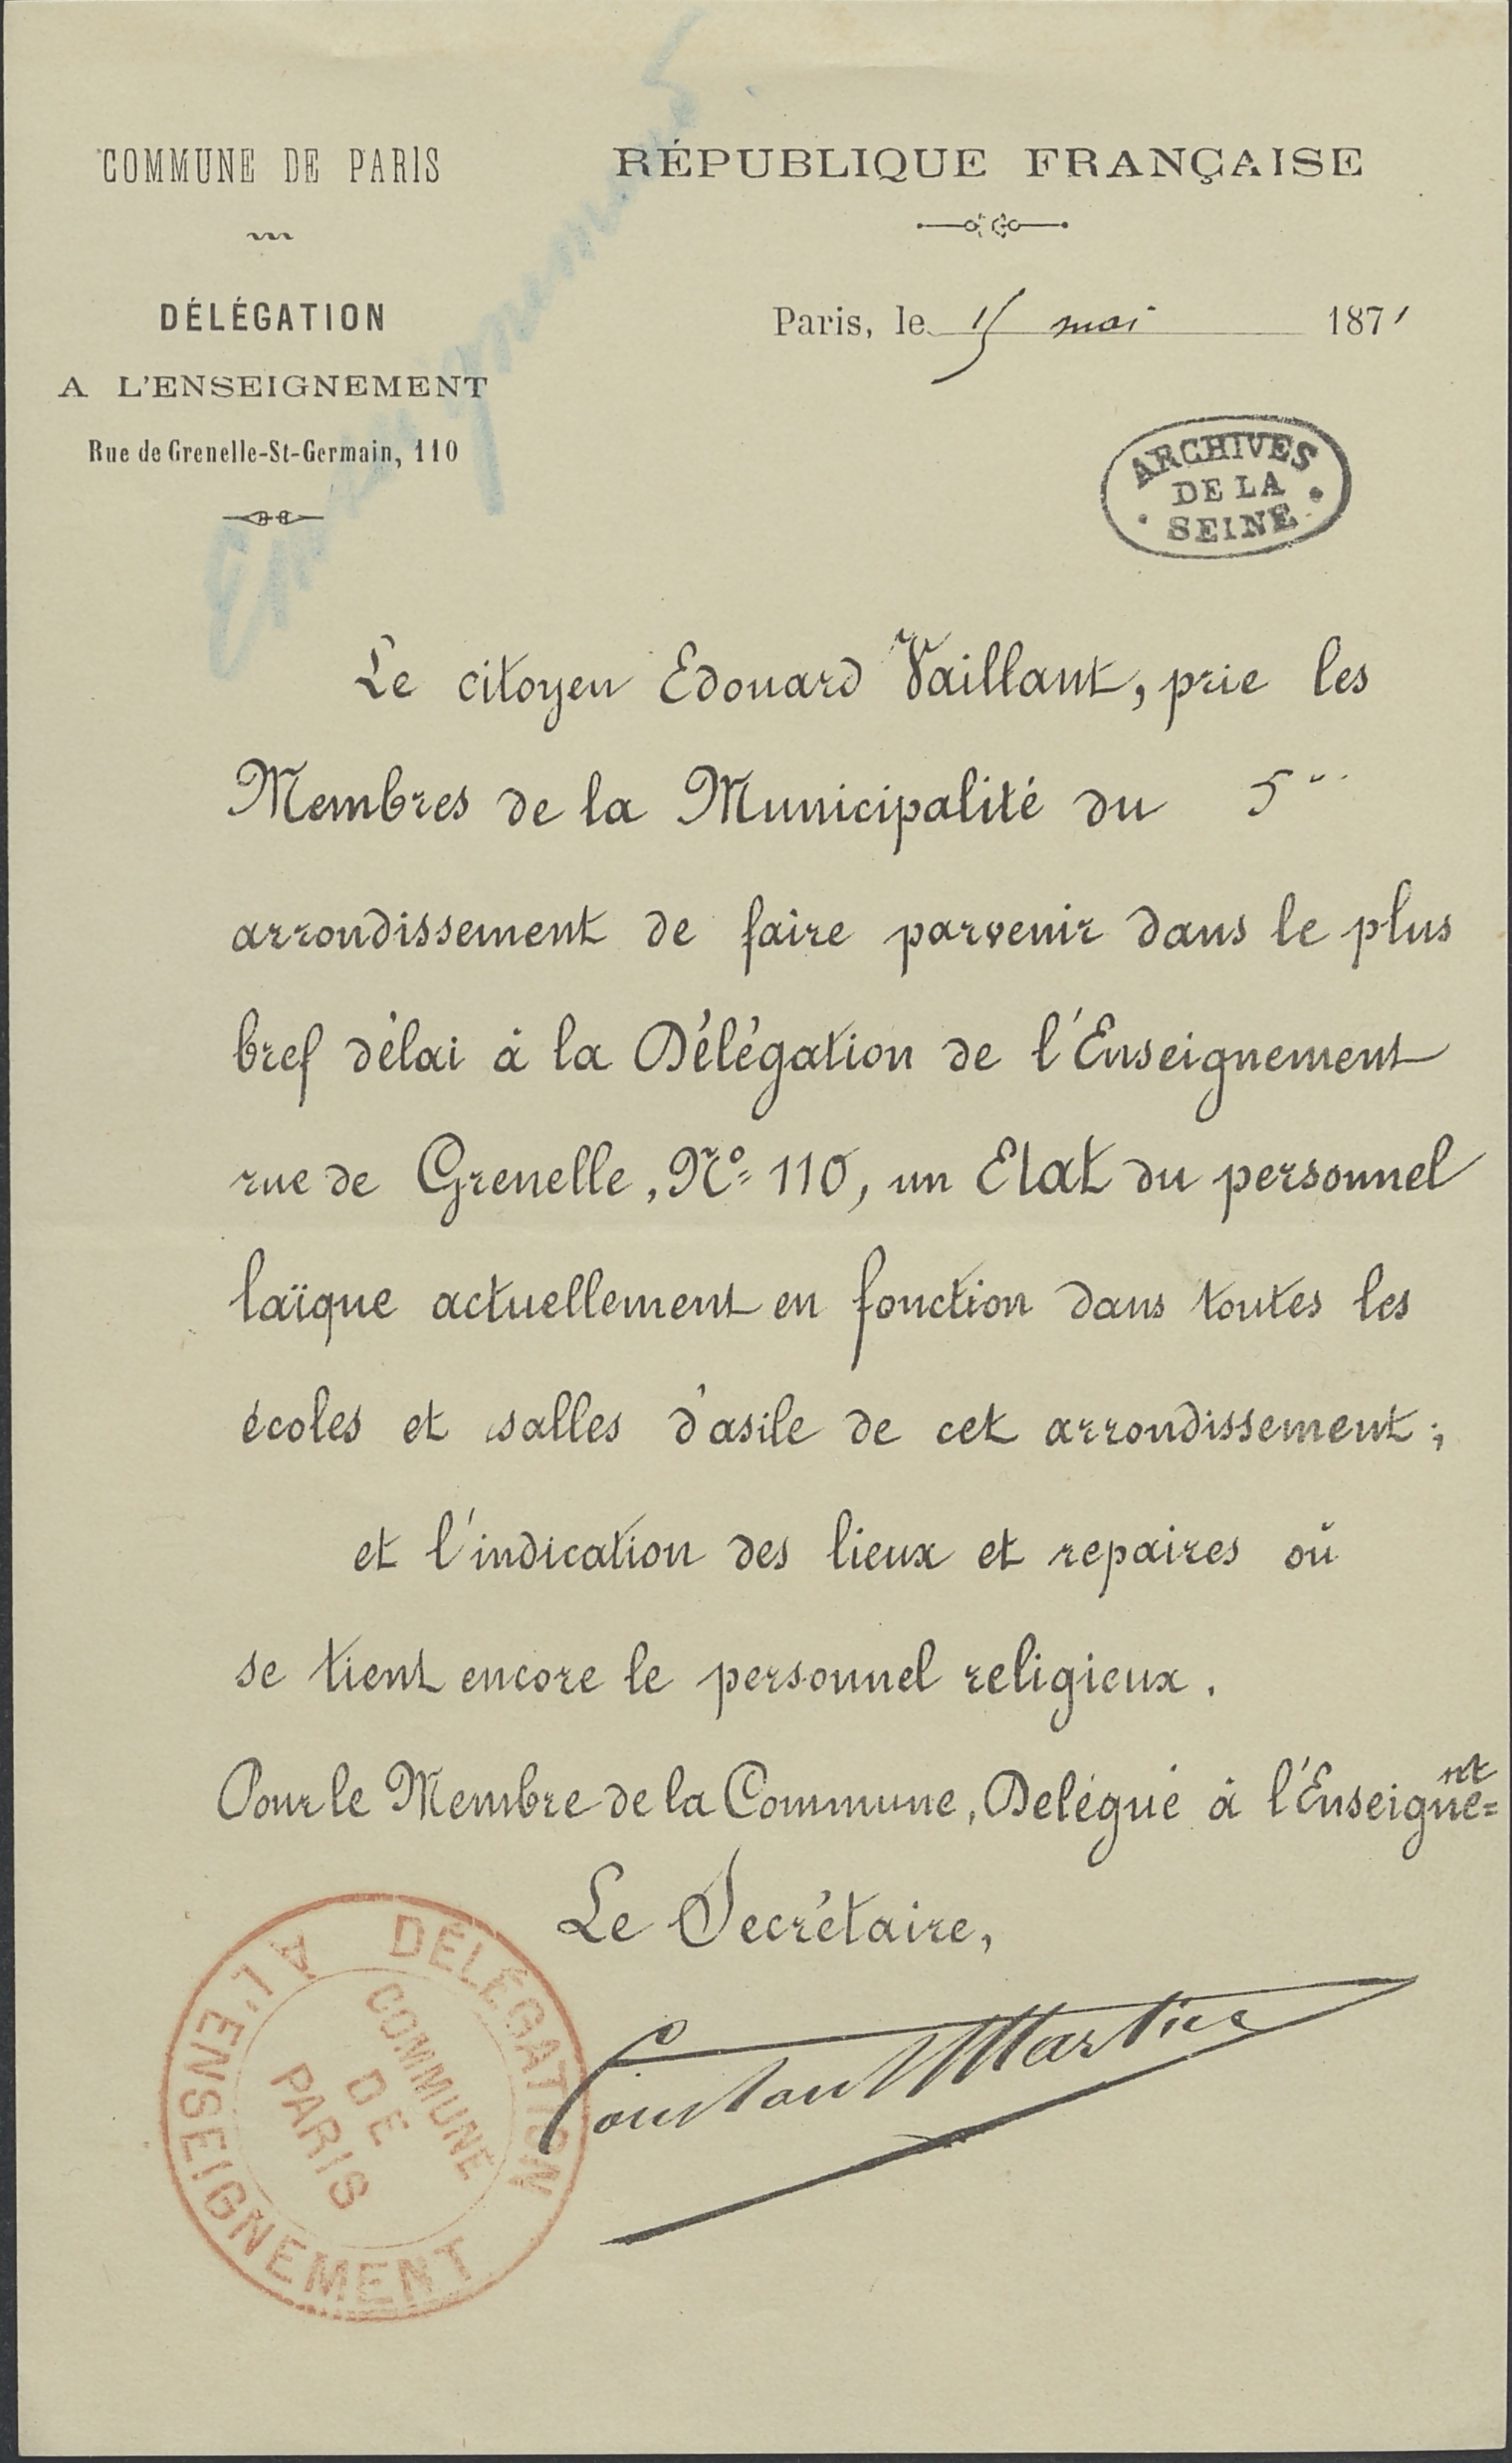 Enseignement.
COMMUNE DE PARIS
RÉPUBLIQUE FRANÇAISE
DÉLÉGATION
A L'ENSEIGNEMENT
Rue de Grenelle-St-Germain, 110
Paris, le 15 mai 1871
ARCHIVES
DE LA
SEINE
Le citoyen Edouard Vaillant, prie les
Membres de la Municipalité du 5me
arrondissement de faire parvenir dans le plus
bref délai à la Délégation de l'Enseignement
rue de Grenelle, No 110, un Etat du personnel
laïque actuellement en fonction dans toutes les
écoles et salles d'asile de cet arrondissement ;
et l'indication des lieux et repaires où
se tient encore le personnel religieux.
Pour le Membre de la Commune, Délégué à l'Enseignement
Le Secrétaire,
Constant Martin
DÉLÉGATION A L'ENSEIGNEMENT
COMMUNE
DE
PARIS